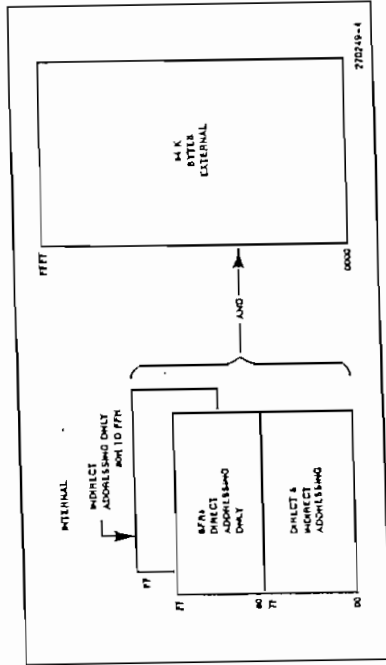 INTERNAL
INDIRECT
ADDRESSING ONLY
80H TO FFH
FF
FF
SFRs
DIRECT
ADDRESSING
ONLY
80
7F
DIRECT &
INDIRECT
ADDRESSING
00
AND
FFFF
64 K
BYTES
EXTERNAL
0000
270249-4